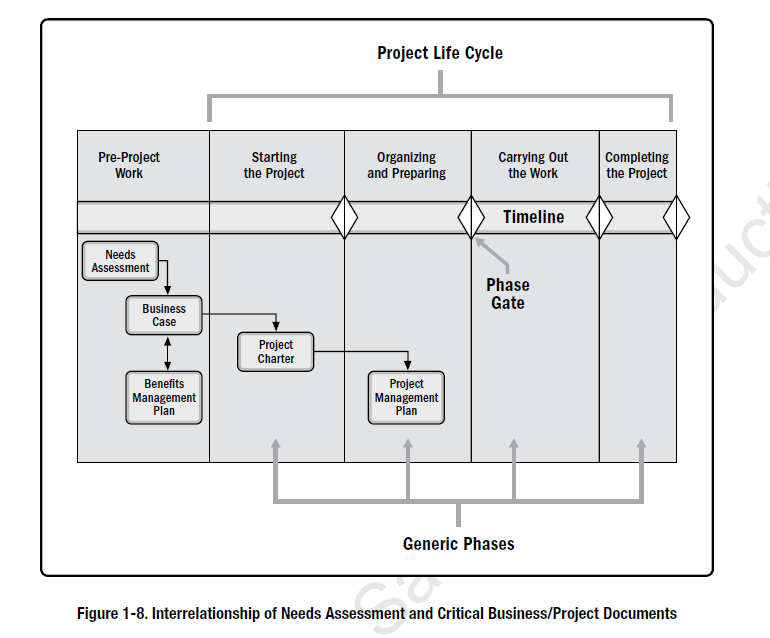 Project Life Cycle
Pre-Project
Work
Starting
the Project
Organizing
and Preparing
Carrying Out
the Work
Completing
the Project
Timeline
Needs
Assessment
Phase
Gate
Business
Case
Project
Charter
Benefits
Management
Plan
Project
Management
Plan
Generic Phases
Figure 1-8. Interrelationship of Needs Assessment and Critical Business/Project Documents